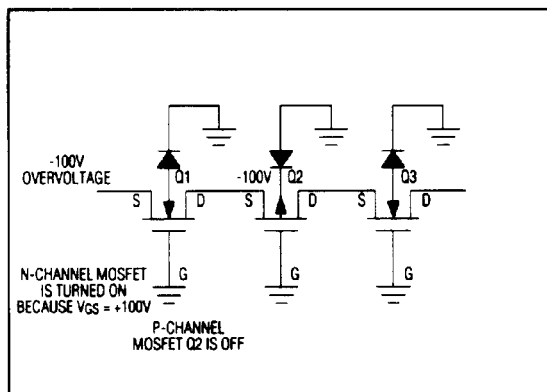 -100V
OVERVOLTAGE
Q1
-100V
Q2
Q3
S
D
S
D
S
D
G
G
G
N-CHANNEL MOSFET
IS TURNED ON
BECAUSE VGS = +100V
P-CHANNEL
MOSFET Q2 IS OFF